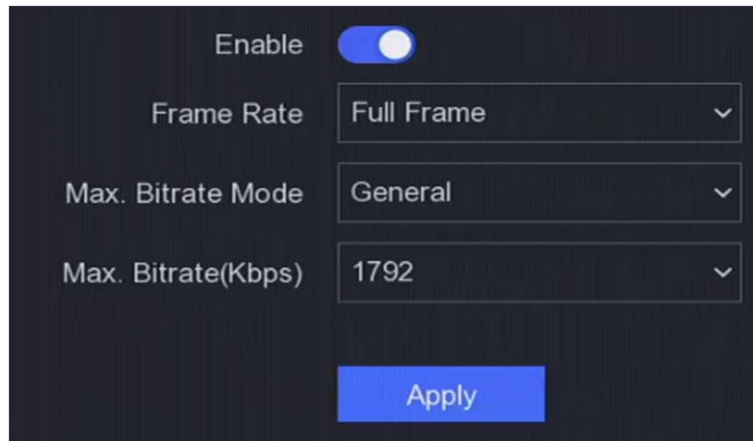 Enable
Frame Rate Full Frame
Max. Bitrate Mode General
Max. Bitrate(Kbps) 1792
Apply